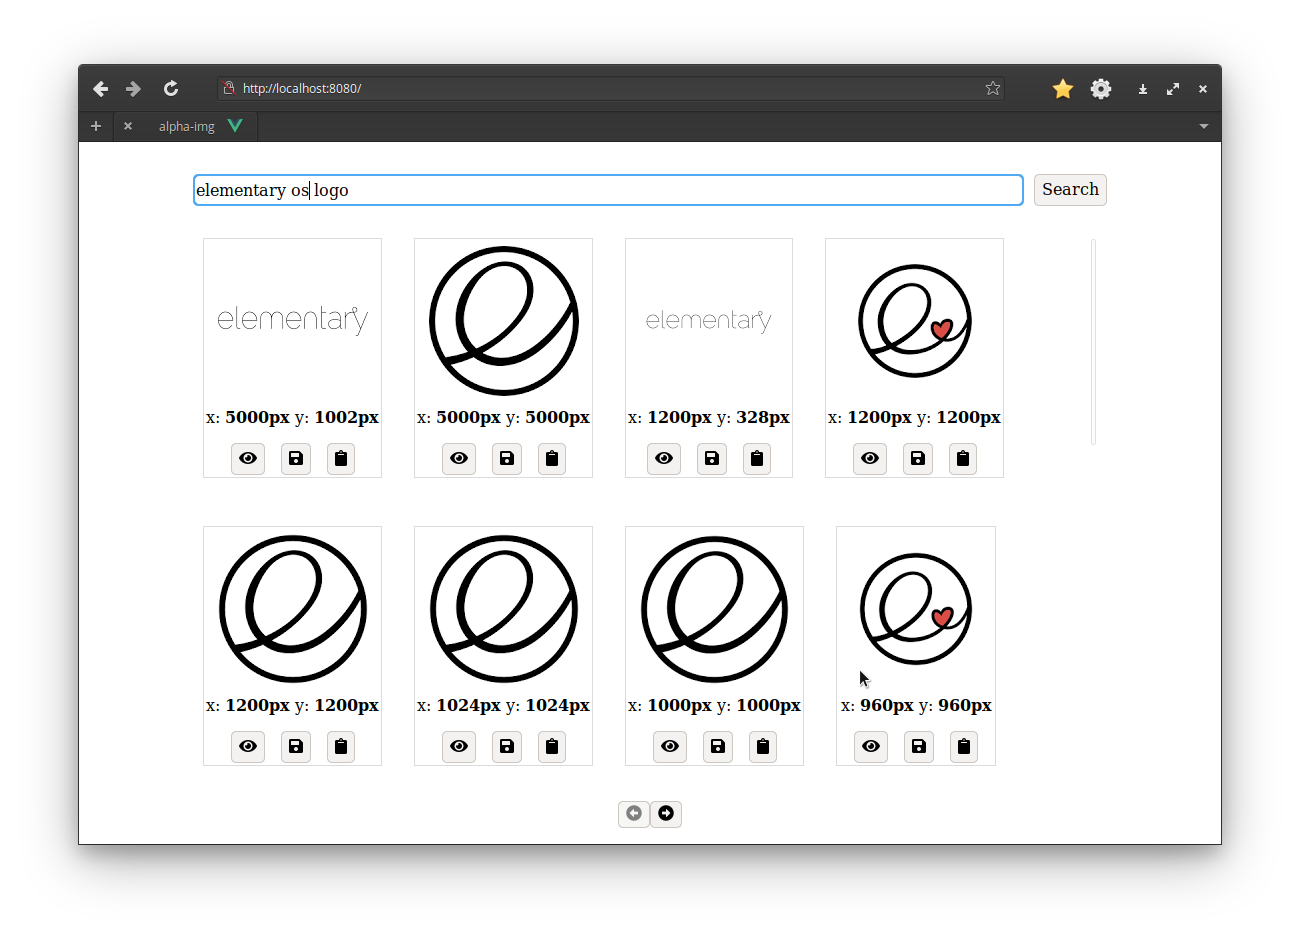 http://localhost:8080/
alpha-img
elementary os logo
Search
elementary
elementary
x: 5000px y: 1002px
x: 5000px y: 5000px
x: 1200px y: 328px
x: 1200px y: 1200px
x: 1200px y: 1200px
x: 1024px y: 1024px
x: 1000px y: 1000px
x: 960px y: 960px